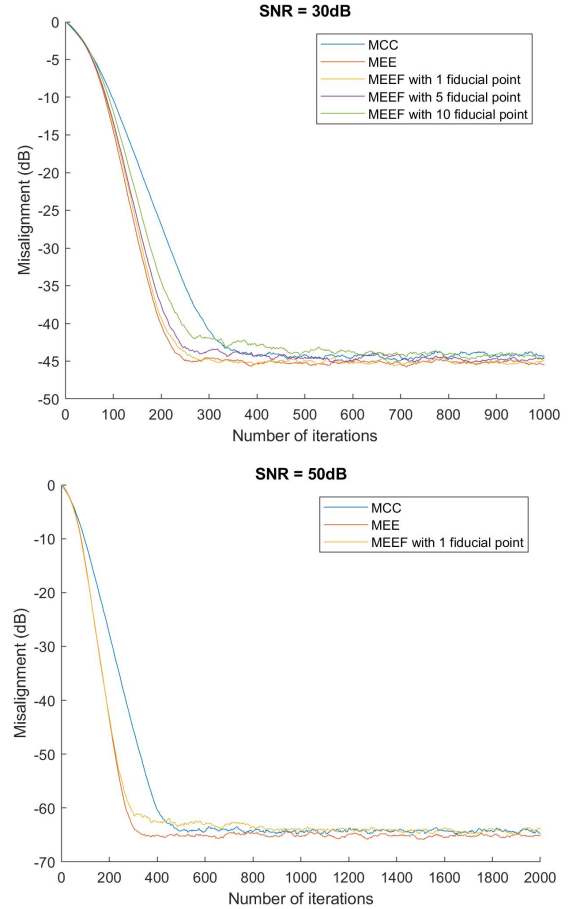 SNR = 30dB
0
-5
-10
-15
-20
-25
-30
-35
-40
-45
-50
Misalignment (dB)
MCC
MEE
MEEF with 1 fiducial point
MEEF with 5 fiducial point
MEEF with 10 fiducial point
0 100 200 300 400 500 600 700 800 900 1000
Number of iterations
SNR = 50dB
0
-10
-20
-30
-40
-50
-60
-70
Misalignment (dB)
MCC
MEE
MEEF with 1 fiducial point
0 200 400 600 800 1000 1200 1400 1600 1800 2000
Number of iterations